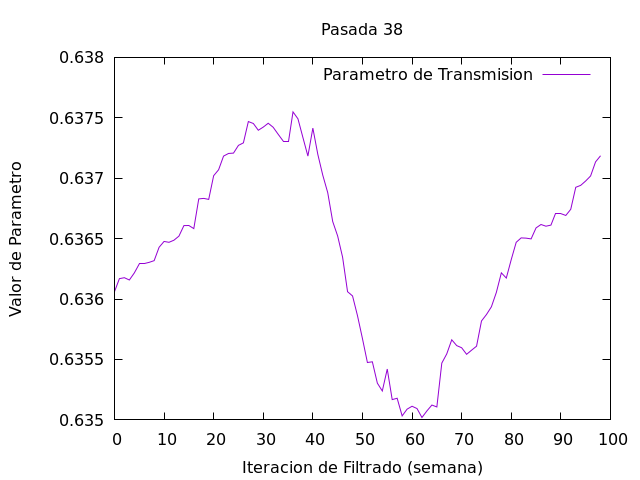 Pasada 38
0.638
Parametro de Transmision
0.6375
0.637
0.6365
0.636
0.6355
0.635
Valor de Parametro
0 10 20 30 40 50 60 70 80 90 100
Iteracion de Filtrado (semana)